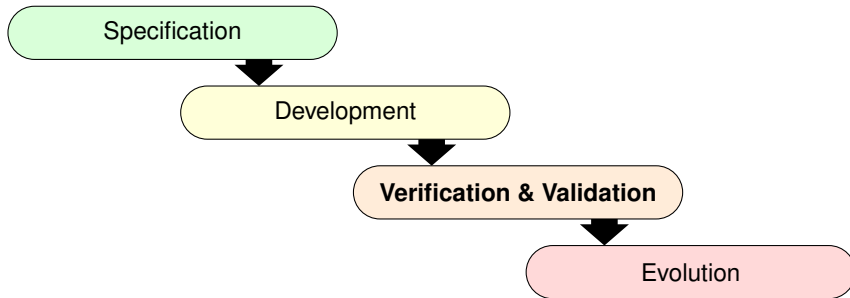 Specification
Development
Verification & Validation
Evolution